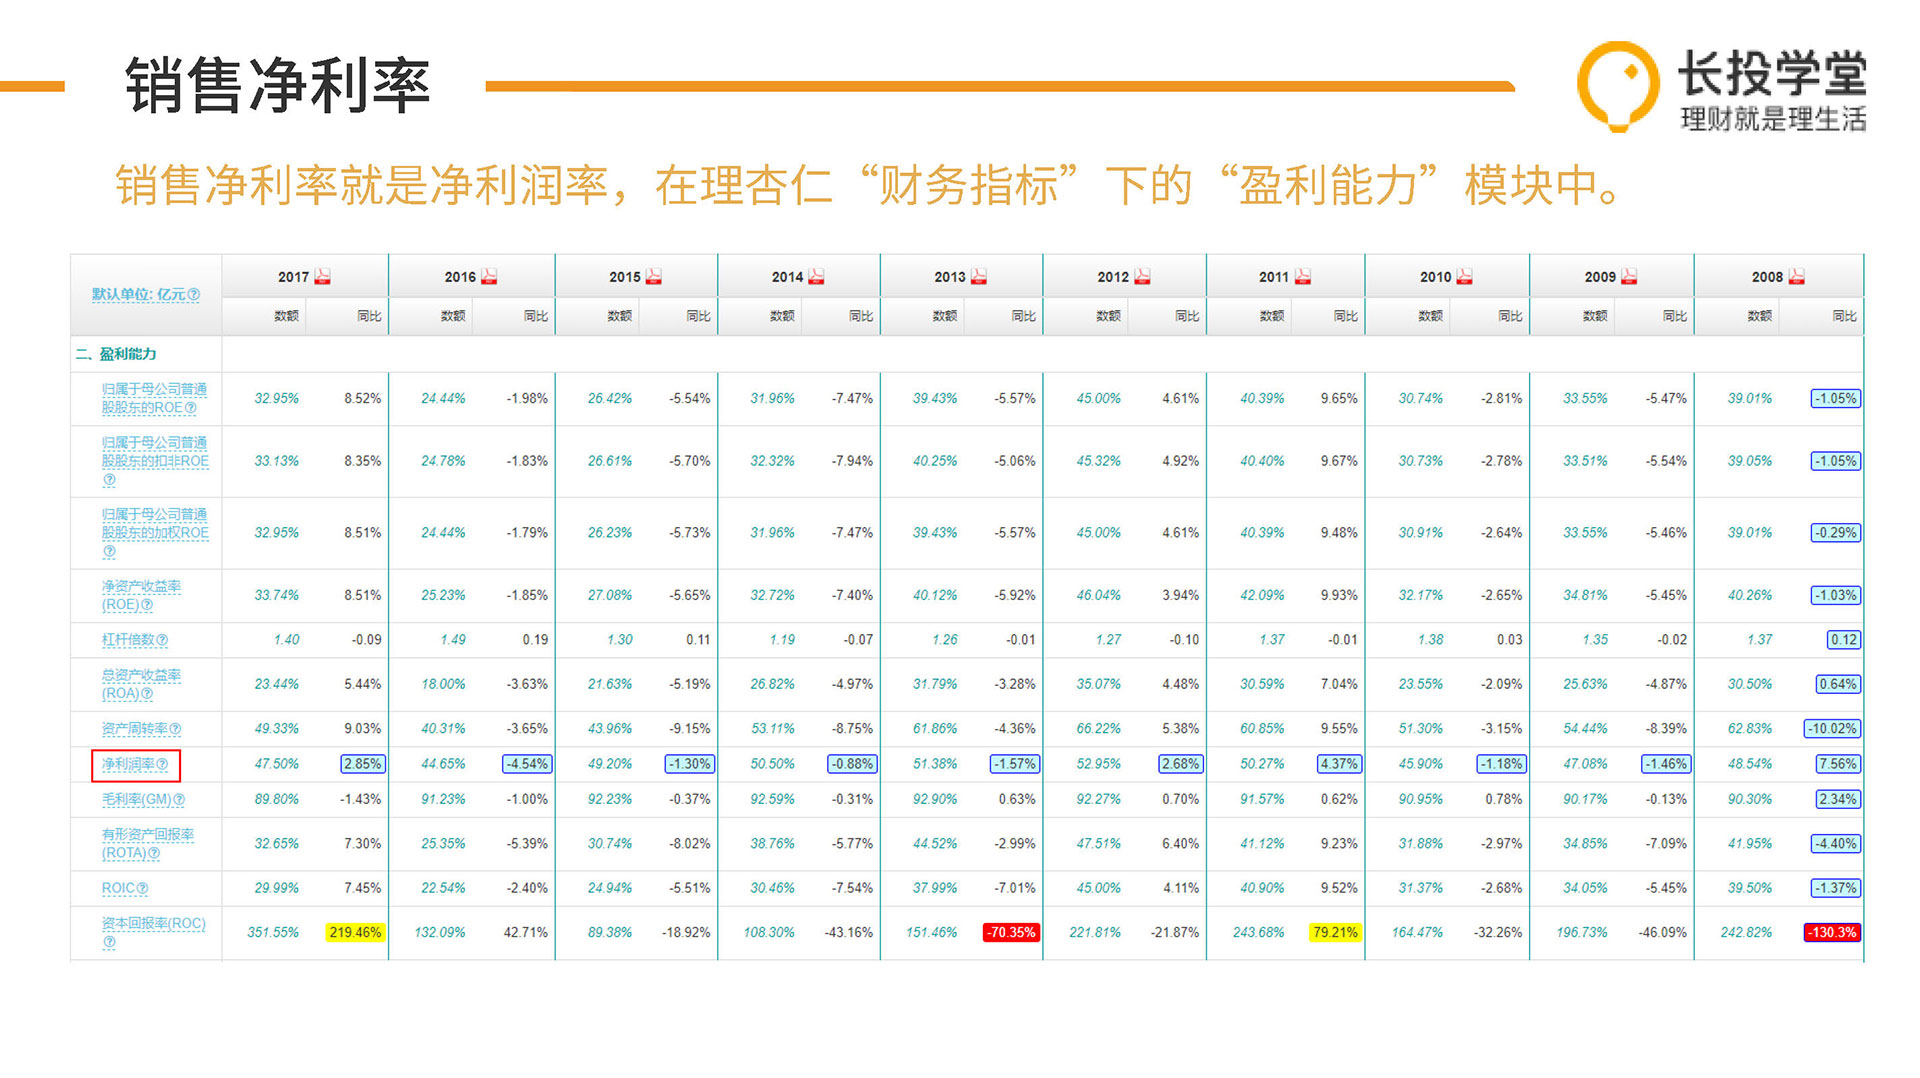 销售净利率
长投学堂
理财就是理生活
销售净利率就是净利润率，在理杏仁“财务指标”下的“盈利能力”模块中。
默认单位: 亿元 2017 2016 2015 2014 2013 2012 2011 2010 2009 2008
数额 同比 数额 同比 数额 同比 数额 同比 数额 同比 数额 同比 数额 同比 数额 同比 数额 同比 数额 同比
二、盈利能力
归属于母公司普通
股股东的ROE 32.95% 8.52% 24.44% -1.98% 26.42% -5.54% 31.96% -7.47% 39.43% -5.57% 45.00% 4.61% 40.39% 9.65% 30.74% -2.81% 33.55% -5.47% 39.01% -1.05%
归属于母公司普通
股股东的扣非ROE 33.13% 8.35% 24.78% -1.83% 26.61% -5.70% 32.32% -7.94% 40.25% -5.06% 45.32% 4.92% 40.40% 9.67% 30.73% -2.78% 33.51% -5.54% 39.05% -1.05%
归属于母公司普通
股股东的加权ROE 32.95% 8.51% 24.44% -1.79% 26.23% -5.73% 31.96% -7.47% 39.43% -5.57% 45.00% 4.61% 40.39% 9.48% 30.91% -2.64% 33.55% -5.46% 39.01% -0.29%
净资产收益率
(ROE) 33.74% 8.51% 25.23% -1.85% 27.08% -5.65% 32.72% -7.40% 40.12% -5.92% 46.04% 3.94% 42.09% 9.93% 32.17% -2.65% 34.81% -5.45% 40.26% -1.03%
杠杆倍数 1.40 -0.09 1.49 0.19 1.30 0.11 1.19 -0.07 1.26 -0.01 1.27 -0.10 1.37 -0.01 1.38 0.03 1.35 -0.02 1.37 0.12
总资产收益率
(ROA) 23.44% 5.44% 18.00% -3.63% 21.63% -5.19% 26.82% -4.97% 31.79% -3.28% 35.07% 4.48% 30.59% 7.04% 23.55% -2.09% 25.63% -4.87% 30.50% 0.64%
资产周转率 49.33% 9.03% 40.31% -3.65% 43.96% -9.15% 53.11% -8.75% 61.86% -4.36% 66.22% 5.38% 60.85% 9.55% 51.30% -3.15% 54.44% -8.39% 62.83% -10.02%
净利润率 47.50% 2.85% 44.65% -4.54% 49.20% -1.30% 50.50% -0.88% 51.38% -1.57% 52.95% 2.68% 50.27% 4.37% 45.90% -1.18% 47.08% -1.46% 48.54% 7.56%
毛利率(GM) 89.80% -1.43% 91.23% -1.00% 92.23% -0.37% 92.59% -0.31% 92.90% 0.63% 92.27% 0.70% 91.57% 0.62% 90.95% 0.78% 90.17% -0.13% 90.30% 2.34%
有形资产回报率
(ROTA) 32.65% 7.30% 25.35% -5.39% 30.74% -8.02% 38.76% -5.77% 44.52% -2.99% 47.51% 6.40% 41.12% 9.23% 31.88% -2.97% 34.85% -7.09% 41.95% -4.40%
ROIC 29.99% 7.45% 22.54% -2.40% 24.94% -5.51% 30.46% -7.54% 37.99% -7.01% 45.00% 4.11% 40.90% 9.52% 31.37% -2.68% 34.05% -5.45% 39.50% -1.37%
资本回报率(ROC) 351.55% 219.46% 132.09% 42.71% 89.38% -18.92% 108.30% -43.16% 151.46% -70.35% 221.81% -21.87% 243.68% 79.21% 164.47% -32.26% 196.73% -46.09% 242.82% -130.3%